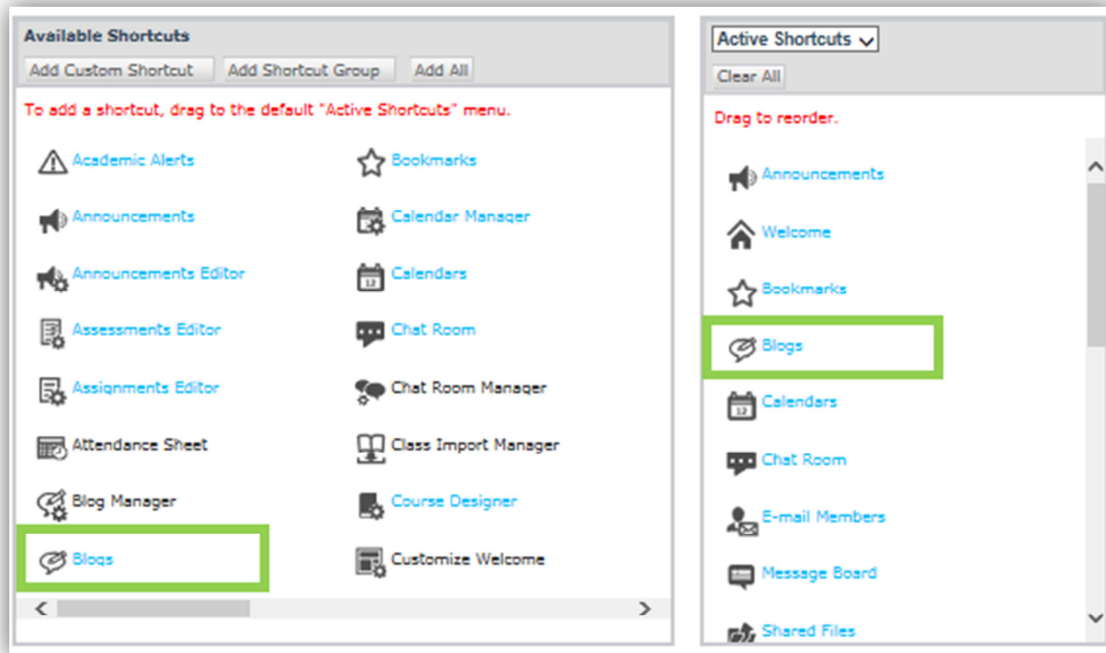 Available Shortcuts
Add Custom Shortcut Add Shortcut Group Add All
To add a shortcut, drag to the default "Active Shortcuts" menu.
Academic Alerts Bookmarks
Announcements Calendar Manager
Announcements Editor Calendars
Assessments Editor Chat Room
Assignments Editor Chat Room Manager
Attendance Sheet Class Import Manager
Blog Manager Course Designer
Blogs Customize Welcome
Active Shortcuts
Clear All
Drag to reorder.
Announcements
Welcome
Bookmarks
Blogs
Calendars
Chat Room
E-mail Members
Message Board
Shared Files